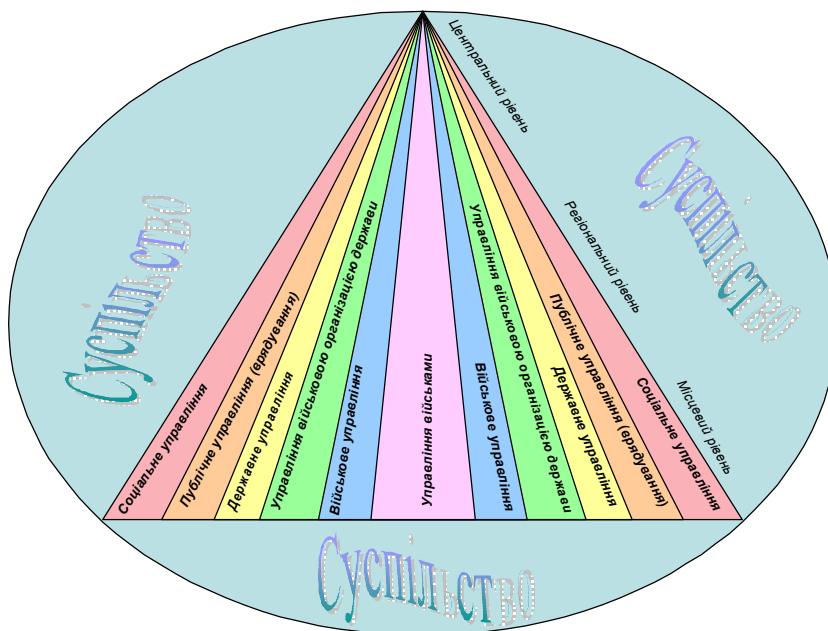 Центральний рівень
Суспільство
Регіональний рівень
Суспільство
Місцевий рівень
Соціальне управління
Публічне управління (врядування)
Державне управління
Управління військовою організацією держави
Військове управління
Управління військами
Військове управління
Управління військовою організацією держави
Державне управління
Публічне управління (врядування)
Соціальне управління
Суспільство